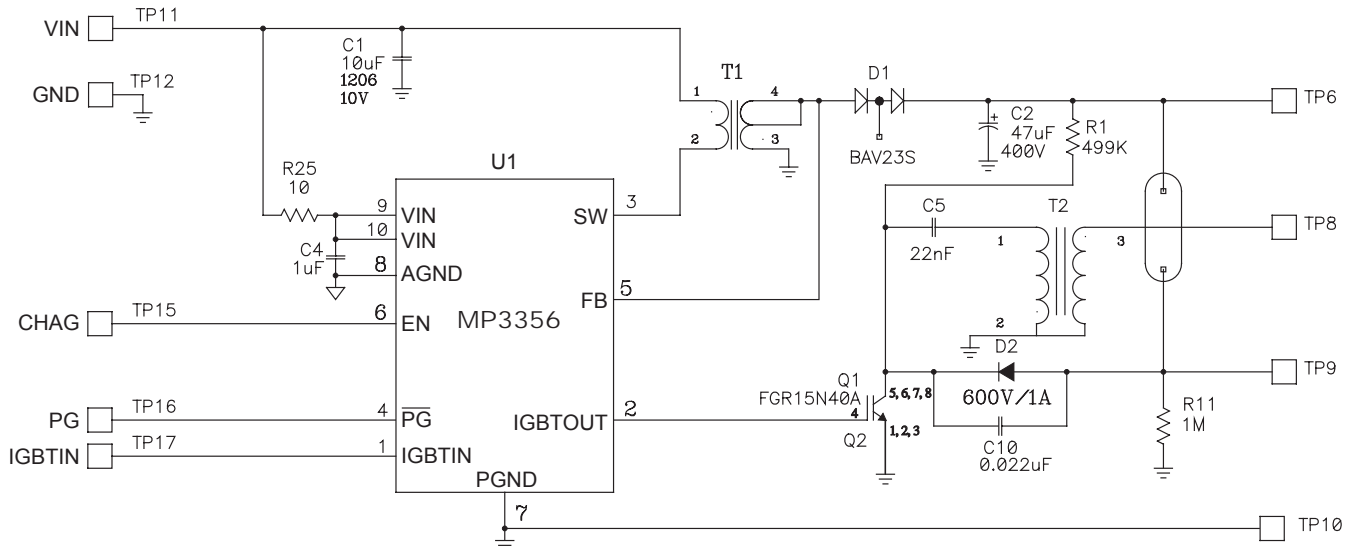 VIN
TP11
GND
TP12
C1
10uF
1206
10V
T1
1
4
2
3
D1
BAV23S
C2
+
47uF
400V
R1
499K
TP6
U1
R25
10
9
VIN
10
VIN
C4
1uF
8
AGND
SW
3
C5
22nF
T2
1
3
2
TP8
FB
5
CHAG
TP15
6
EN
MP3356
D2
600V/1A
TP9
Q1
FGR15N40A
5,6,7,8
4
1,2,3
Q2
C10
0.022uF
R11
1M
PG
TP16
4
PG
IGBTOUT
2
IGBTIN
TP17
1
IGBTIN
PGND
7
TP10